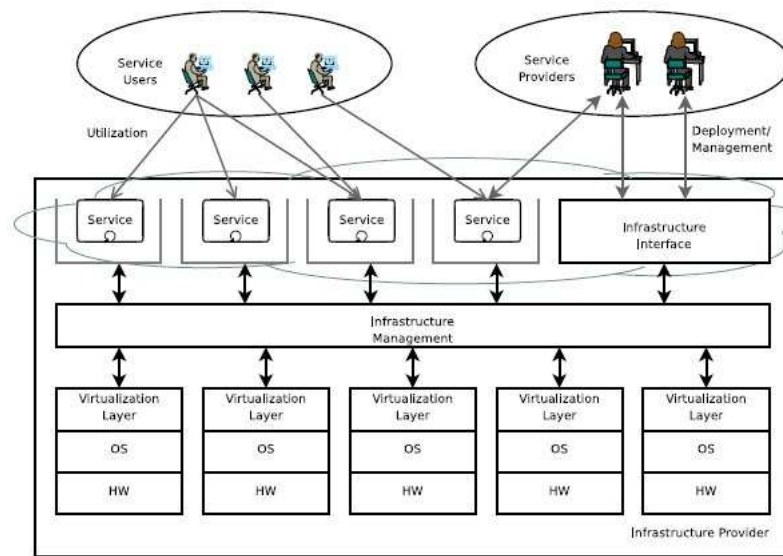 Service
Users
Service
Providers
Utilization
Deployment/
Management
Service
Service
Service
Service
Infrastructure
Interface
Infrastructure
Management
Virtualization
Layer
Virtualization
Layer
Virtualization
Layer
Virtualization
Layer
Virtualization
Layer
OS
OS
OS
OS
OS
HW
HW
HW
HW
HW
Infrastructure Provider